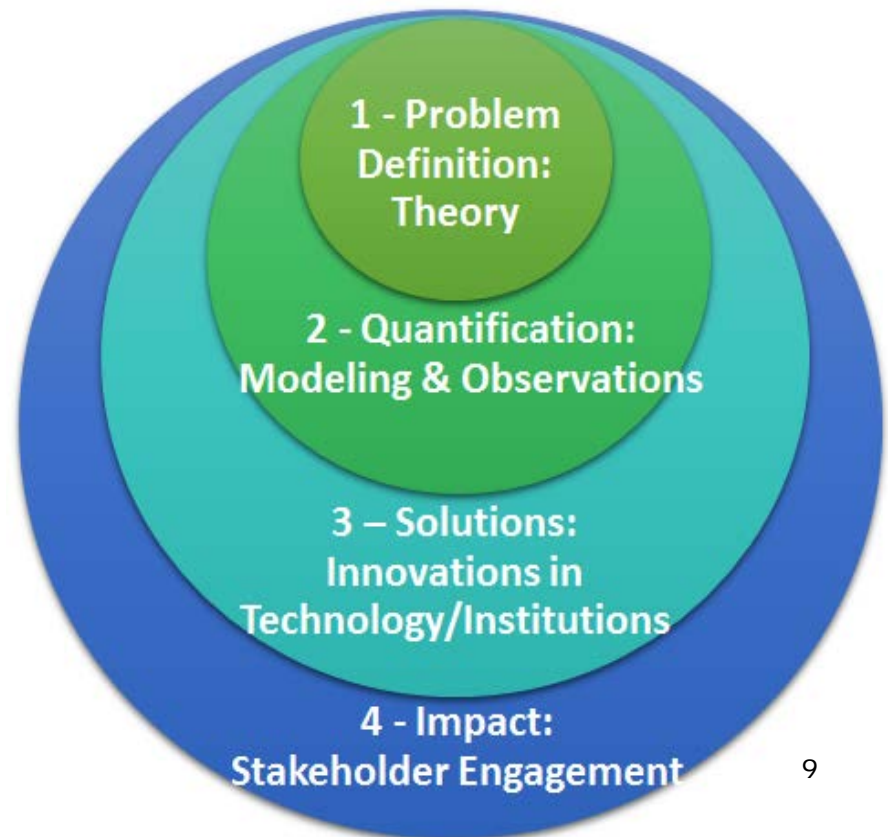 1 - Problem
Definition:
Theory
2 - Quantification:
Modeling & Observations
3 – Solutions:
Innovations in
Technology/Institutions
4 - Impact:
Stakeholder Engagement
9